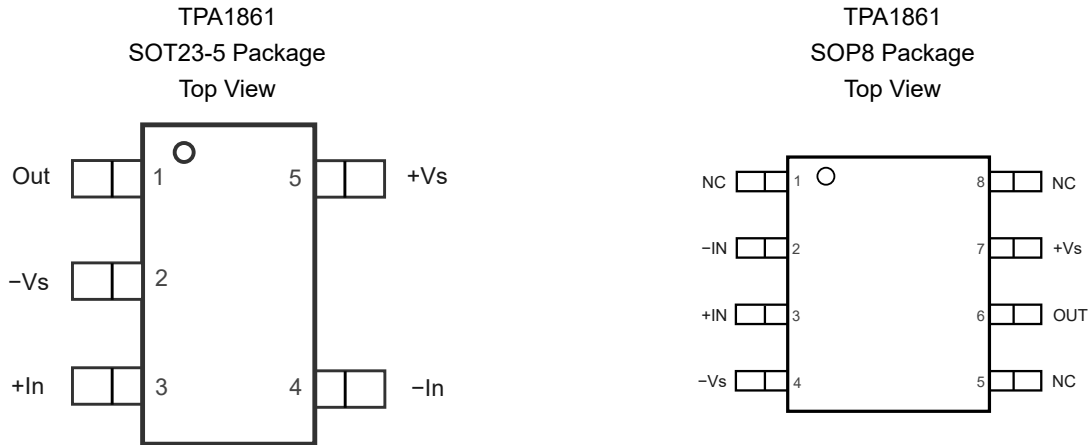 TPA1861
SOT23-5 Package
Top View
Out
1
5
+Vs
−Vs
2
+In
3
4
−In
TPA1861
SOP8 Package
Top View
NC
1
8
NC
−IN
2
7
+Vs
+IN
3
6
OUT
−Vs
4
5
NC